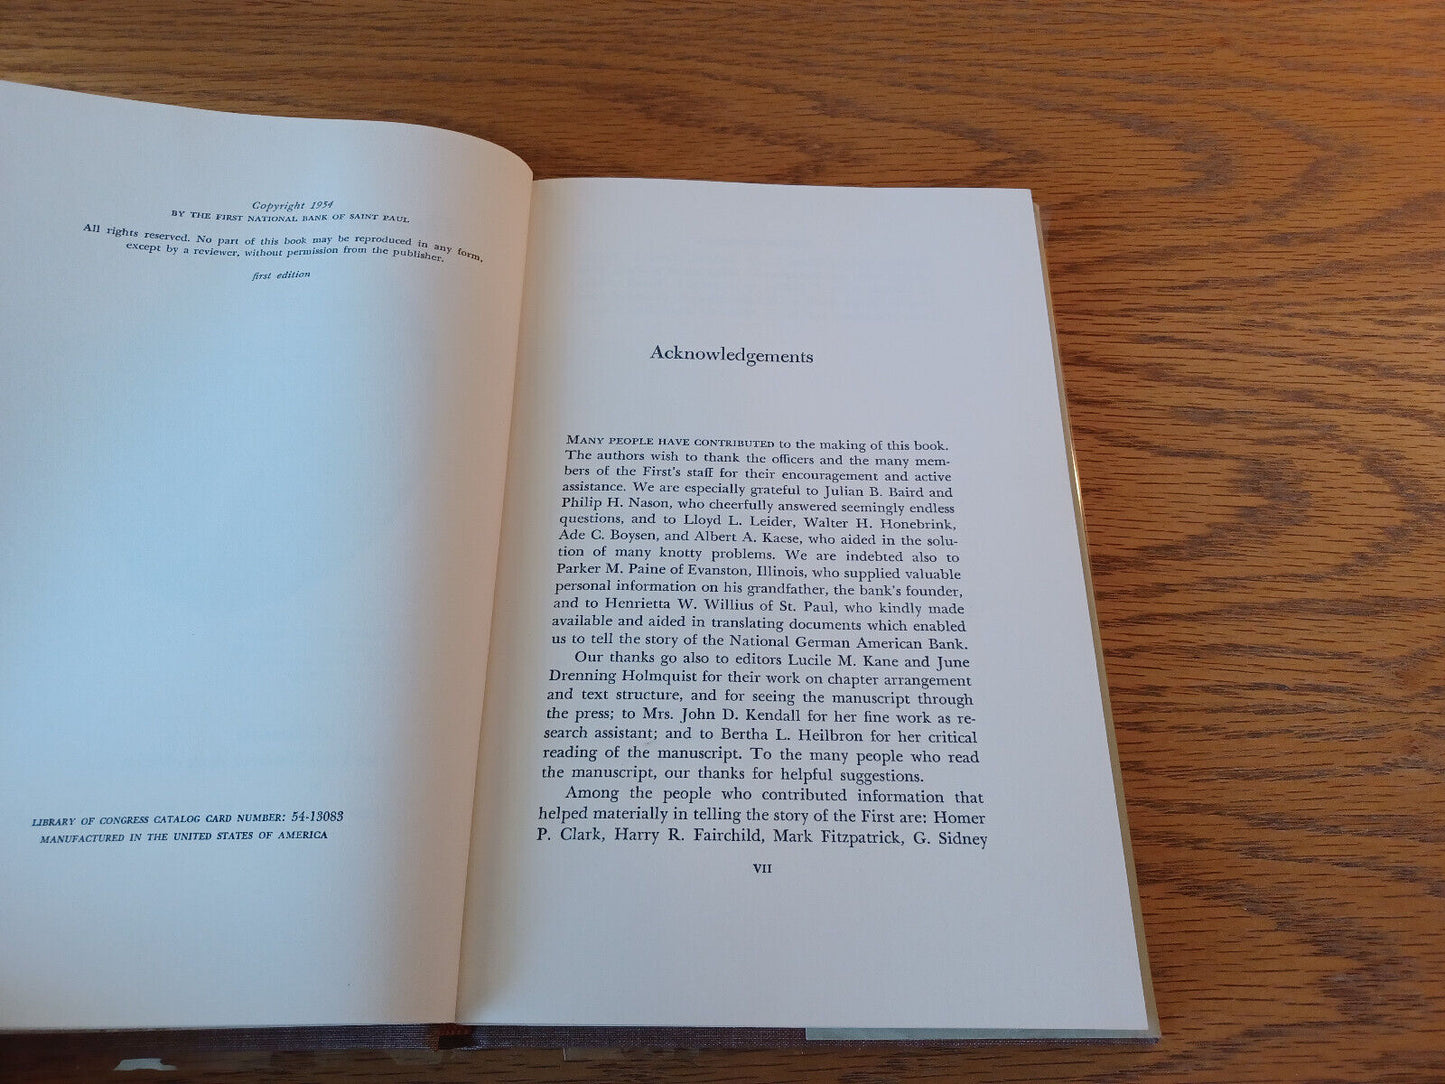 Copyright 1954
BY THE FIRST NATIONAL BANK OF SAINT PAUL
All rights reserved. No part of this book may be reproduced in any form,
except by a reviewer, without permission from the publisher.
first edition
LIBRARY OF CONGRESS CATALOG CARD NUMBER: 54-13083
MANUFACTURED IN THE UNITED STATES OF AMERICA
Acknowledgements
MANY PEOPLE HAVE CONTRIBUTED to the making of this book.
The authors wish to thank the officers and the many mem-
bers of the First's staff for their encouragement and active
assistance. We are especially grateful to Julian B. Baird and
Philip H. Nason, who cheerfully answered seemingly endless
questions, and to Lloyd L. Leider, Walter H. Honebrink,
Ade C. Boysen, and Albert A. Kaese, who aided in the solu-
tion of many knotty problems. We are indebted also to
Parker M. Paine of Evanston, Illinois, who supplied valuable
personal information on his grandfather, the bank's founder,
and to Henrietta W. Willius of St. Paul, who kindly made
available and aided in translating documents which enabled
us to tell the story of the National German American Bank.
Our thanks go also to editors Lucile M. Kane and June
Drenning Holmquist for their work on chapter arrangement
and text structure, and for seeing the manuscript through
the press; to Mrs. John D. Kendall for her fine work as re-
search assistant; and to Bertha L. Heilbron for her critical
reading of the manuscript. To the many people who read
the manuscript, our thanks for helpful suggestions.
Among the people who contributed information that
helped materially in telling the story of the First are: Homer
P. Clark, Harry R. Fairchild, Mark Fitzpatrick, G. Sidney
VII